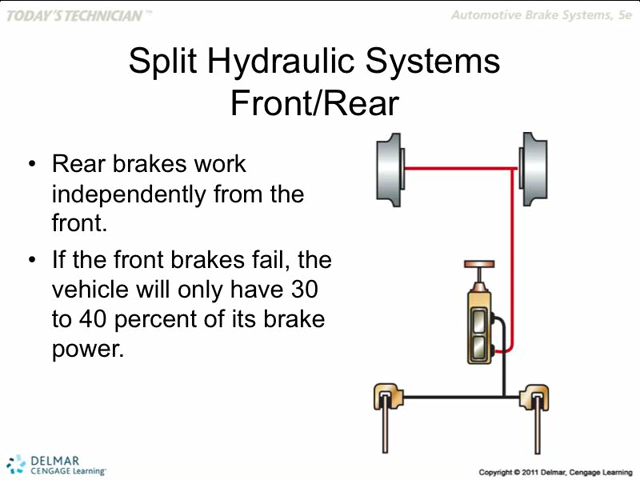 TODAY'S TECHNICIAN™
Automotive Brake Systems, 5e
Split Hydraulic Systems
Front/Rear
• Rear brakes work
independently from the
front.
• If the front brakes fail, the
vehicle will only have 30
to 40 percent of its brake
power.
DELMAR
CENGAGE Learning™
Copyright © 2011 Delmar, Cengage Learning